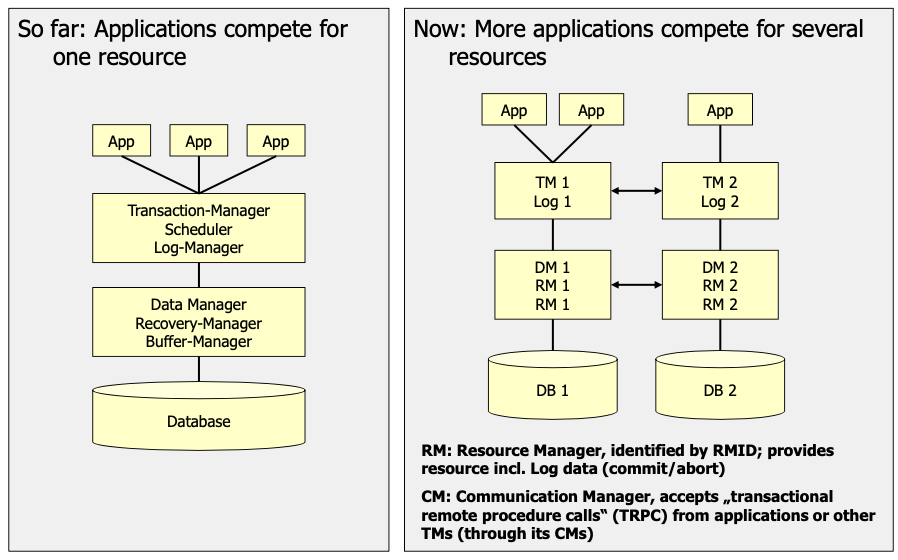 So far: Applications compete for
one resource
App
App
App
Transaction-Manager
Scheduler
Log-Manager
Data Manager
Recovery-Manager
Buffer-Manager
Database
Now: More applications compete for several
resources
App
App
App
TM 1
Log 1
TM 2
Log 2
DM 1
RM 1
RM 1
DM 2
RM 2
RM 2
DB 1
DB 2
RM: Resource Manager, identified by RMID; provides
resource incl. Log data (commit/abort)
CM: Communication Manager, accepts „transactional
remote procedure calls“ (TRPC) from applications or other
TMs (through its CMs)